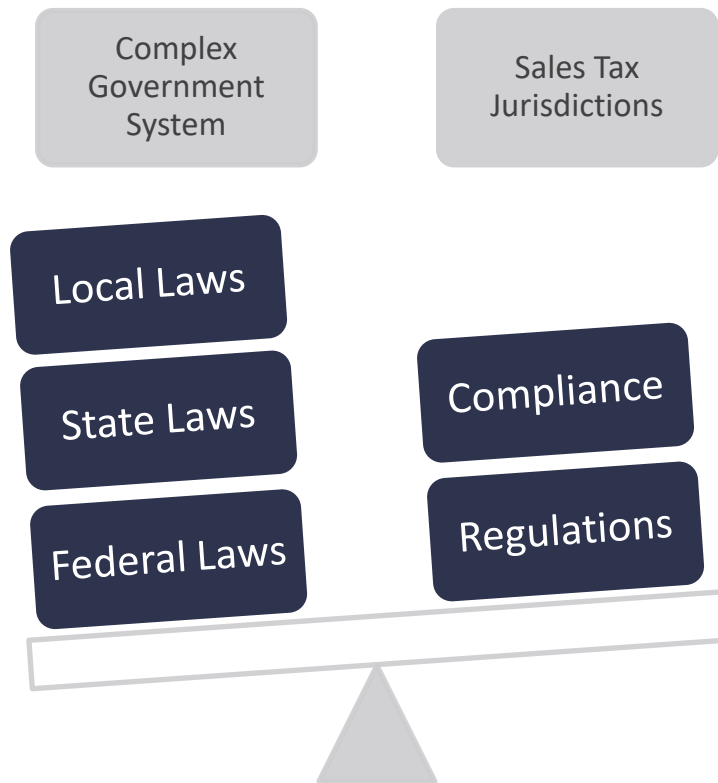 Complex
Government
System
Sales Tax
Jurisdictions
Local Laws
State Laws
Federal Laws
Compliance
Regulations